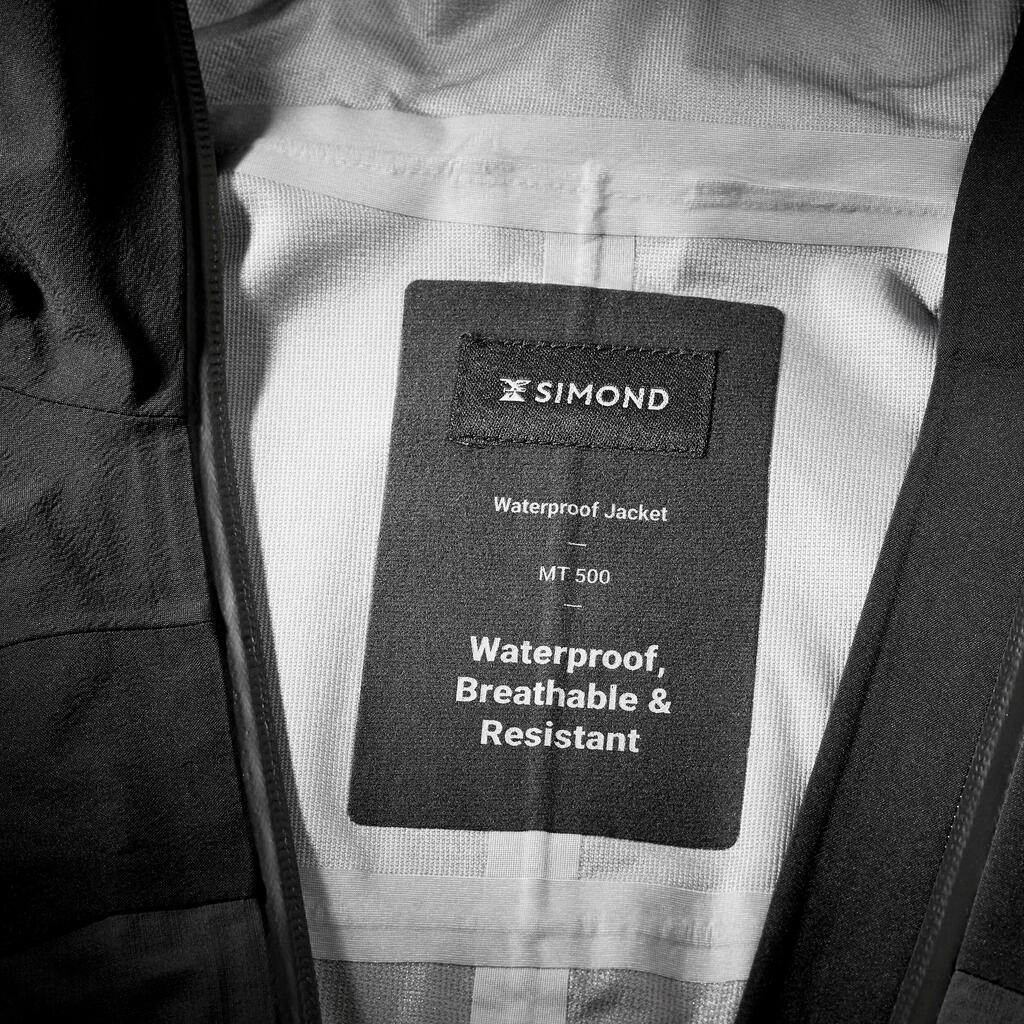 SIMOND
Waterproof Jacket
MT 500
Waterproof,
Breathable &
Resistant